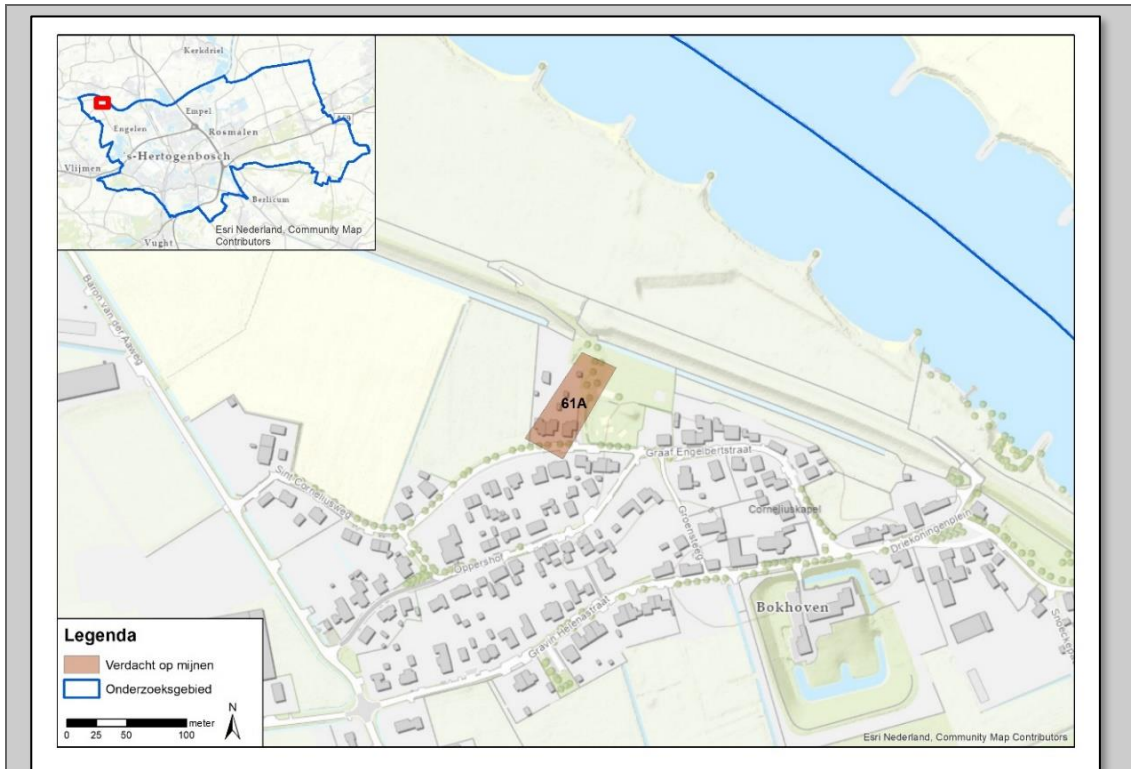 Kerkdriel
Empel
Engelen
Rosmalen
s-Hertogenbosch
Vlijmen
Berlicum
Vught
Esri Nederland, Community Map
Contributors
Baron van der Aaweg
61A
Graaf Engelbertstraat
Sint Corneliusweg
Corneliuskapel
Groensteeg
Driekoningenplein
Oppershof
Bokhoven
Gravin Helenastraat
Legenda
Verdacht op mijnen
Onderzoeksgebied
N
meter
0 25 50 100
Esri Nederland, Community Map Contributors